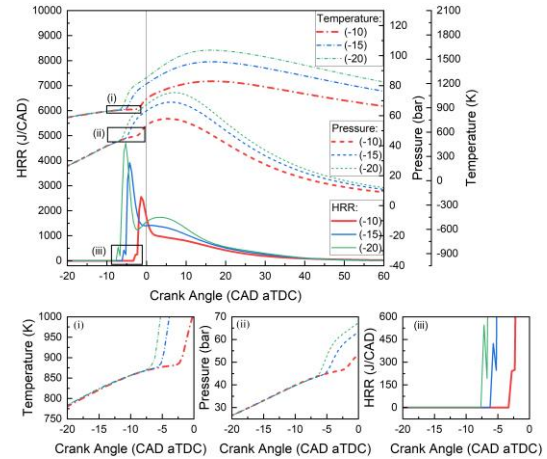 10000
9000
8000
7000
6000
5000
4000
3000
2000
1000
0
HRR (J/CAD)
-20 -10 0 10 20 30 40 50 60
Crank Angle (CAD aTDC)
120
100
80
60
40
20
0
-20
-40
Pressure (bar)
2100
1800
1500
1200
900
600
300
0
-300
-600
-900
Temperature (K)
Temperature:
(-10)
(-15)
(-20)
Pressure:
(-10)
(-15)
(-20)
HRR:
(-10)
(-15)
(-20)
(i)
(ii)
(iii)
(i)
1000
950
900
850
800
750
Temperature (K)
-20 -15 -10 -5 0
Crank Angle (CAD aTDC)
(ii)
70
60
50
40
30
Pressure (bar)
-20 -15 -10 -5 0
Crank Angle (CAD aTDC)
(iii)
600
450
300
150
0
HRR (J/CAD)
-20 -15 -10 -5 0
Crank Angle (CAD aTDC)